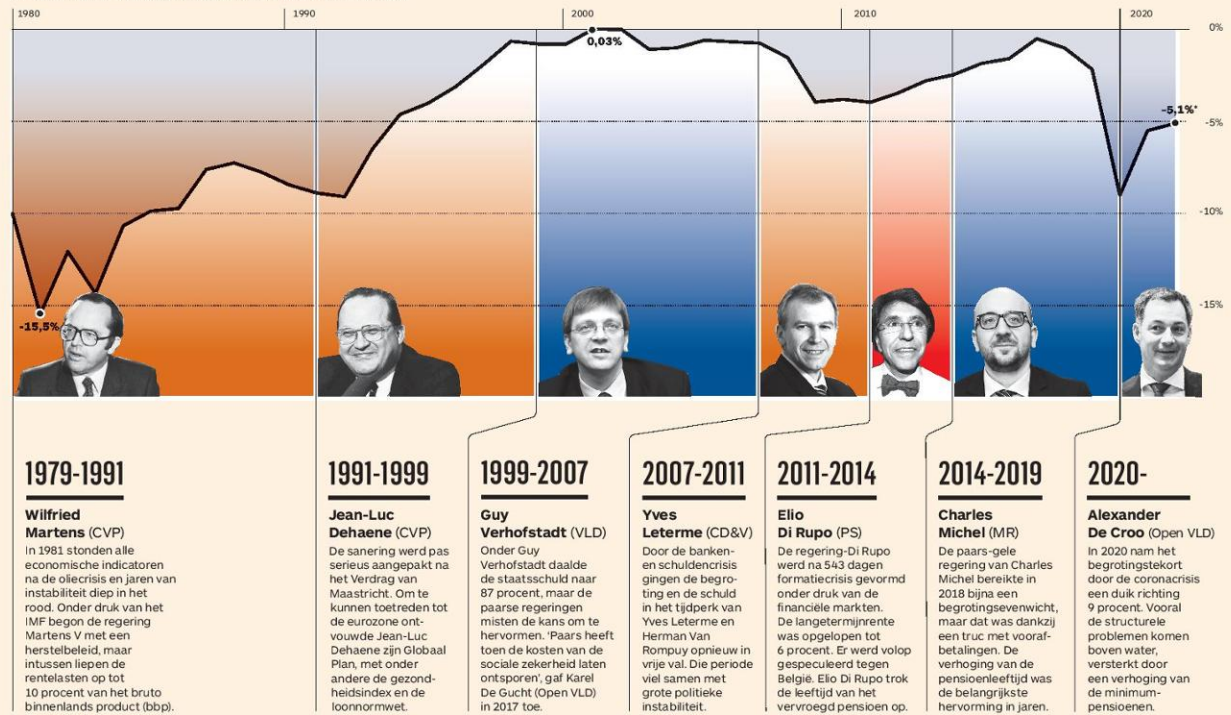 1980
1990
2000
2010
2020
0%
0,03%
-5,1%*
-5%
-10%
-15%
-15,5%
1979-1991
Wilfried
Martens (CVP)
In 1981 stonden alle
economische indicatoren
na de oliecrisis en jaren van
instabiliteit diep in het
rood. Onder druk van het
IMF begon de regering
Martens V met een
herstelbeleid, maar
intussen liepen de
rentelasten op tot
10 procent van het bruto
binnenlands product (bbp).
1991-1999
Jean-Luc
Dehaene (CVP)
De sanering werd pas
serieus aangepakt na
het Verdrag van
Maastricht. Om te
kunnen toetreden tot
de eurozone ont-
vouwde Jean-Luc
Dehaene zijn Globaal
Plan, met onder
andere de gezond-
heidsindex en de
loonnormwet.
1999-2007
Guy
Verhofstadt (VLD)
Onder Guy
Verhofstadt daalde
de staatsschuld naar
87 procent, maar de
paarse regeringen
misten de kans om te
hervormen. 'Paars heeft
toen de kosten van de
sociale zekerheid laten
ontsporen', gaf Karel
De Gucht (Open VLD)
in 2017 toe.
2007-2011
Yves
Leterme (CD&V)
Door de banken-
en schuldencrisis
gingen de begro-
ting en de schuld
in het tijdperk van
Yves Leterme en
Herman Van
Rompuy opnieuw in
vrije val. Die periode
viel samen met
grote politieke
instabiliteit.
2011-2014
Elio
Di Rupo (PS)
De regering-Di Rupo
werd na 543 dagen
formatiecrisis gevormd
onder druk van de
financiële markten.
De langetermijnrente
was opgelopen tot
6 procent. Er werd volop
gespeculeerd tegen
België. Elio Di Rupo trok
de leeftijd van het
vervroegd pensioen op.
2014-2019
Charles
Michel (MR)
De paars-gele
regering van Charles
Michel bereikte in
2018 bijna een
begrotingsevenwicht,
maar dat was dankzij
een truc met vooraf-
betalingen. De
verhoging van de
pensioenleeftijd was
de belangrijkste
hervorming in jaren.
2020-
Alexander
De Croo (Open VLD)
In 2020 nam het
begrotingstekort
door de coronacrisis
een duik richting
9 procent. Vooral
de structurele
problemen komen
boven water,
versterkt door
een verhoging van
de minimum-
pensioenen.